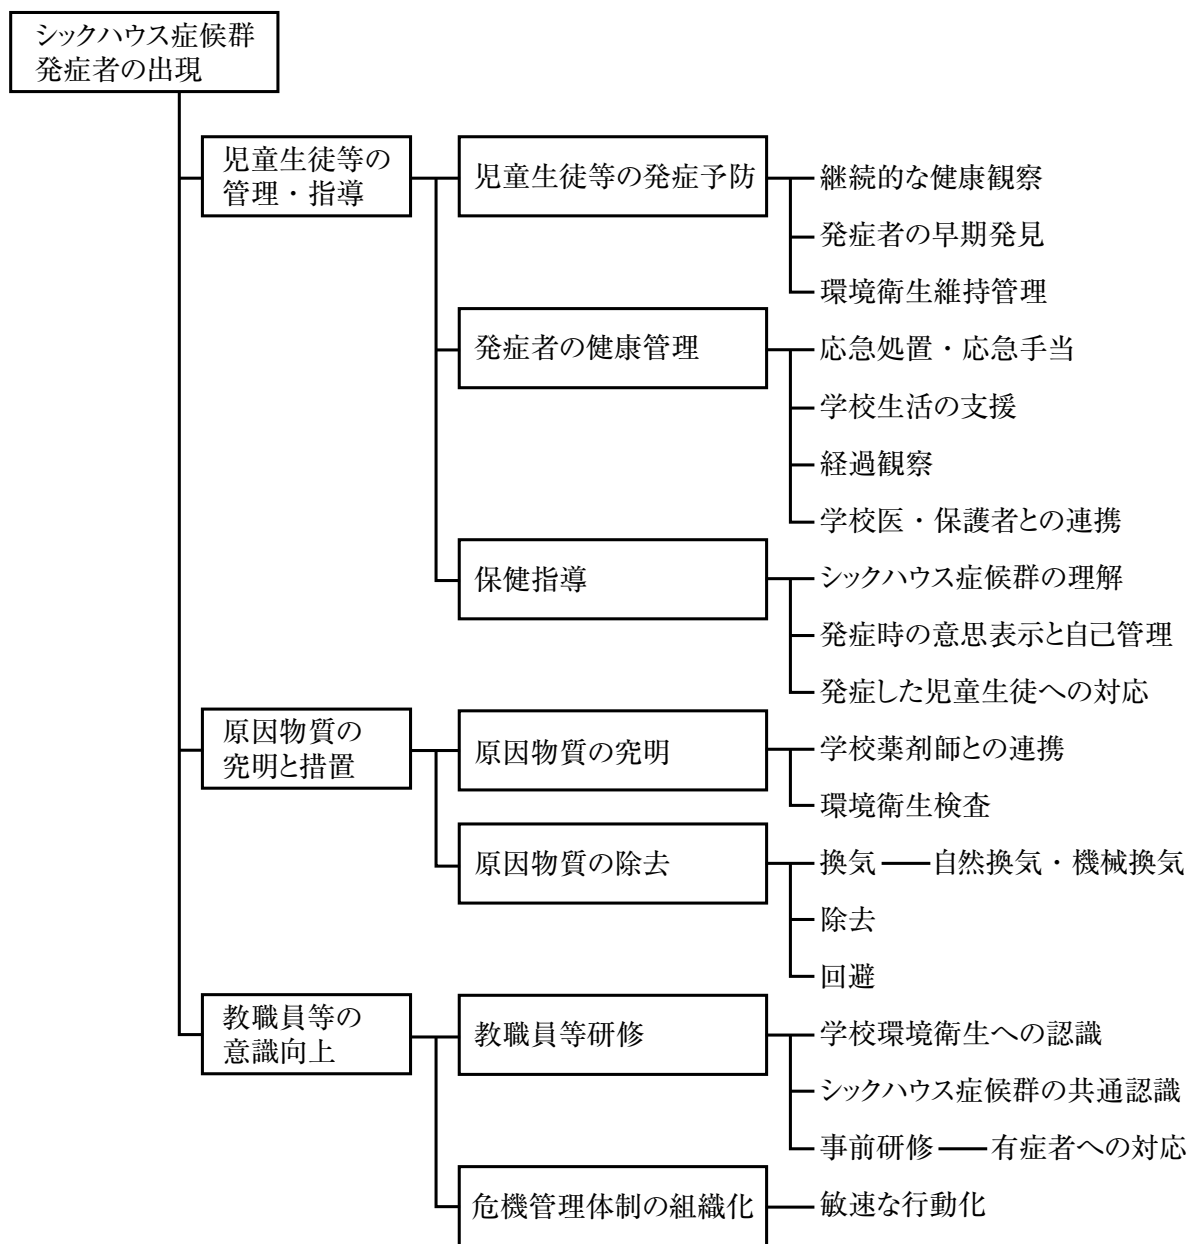 シックハウス症候群
発症者の出現
児童生徒等の
管理・指導
児童生徒等の発症予防
継続的な健康観察
発症者の早期発見
環境衛生維持管理
発症者の健康管理
応急処置・応急手当
学校生活の支援
経過観察
学校医・保護者との連携
保健指導
シックハウス症候群の理解
発症時の意思表示と自己管理
発症した児童生徒への対応
原因物質の
究明と措置
原因物質の究明
学校薬剤師との連携
環境衛生検査
原因物質の除去
換気 自然換気・機械換気
除去
回避
教職員等の
意識向上
教職員等研修
学校環境衛生への認識
シックハウス症候群の共通認識
事前研修 有症者への対応
危機管理体制の組織化
敏速な行動化